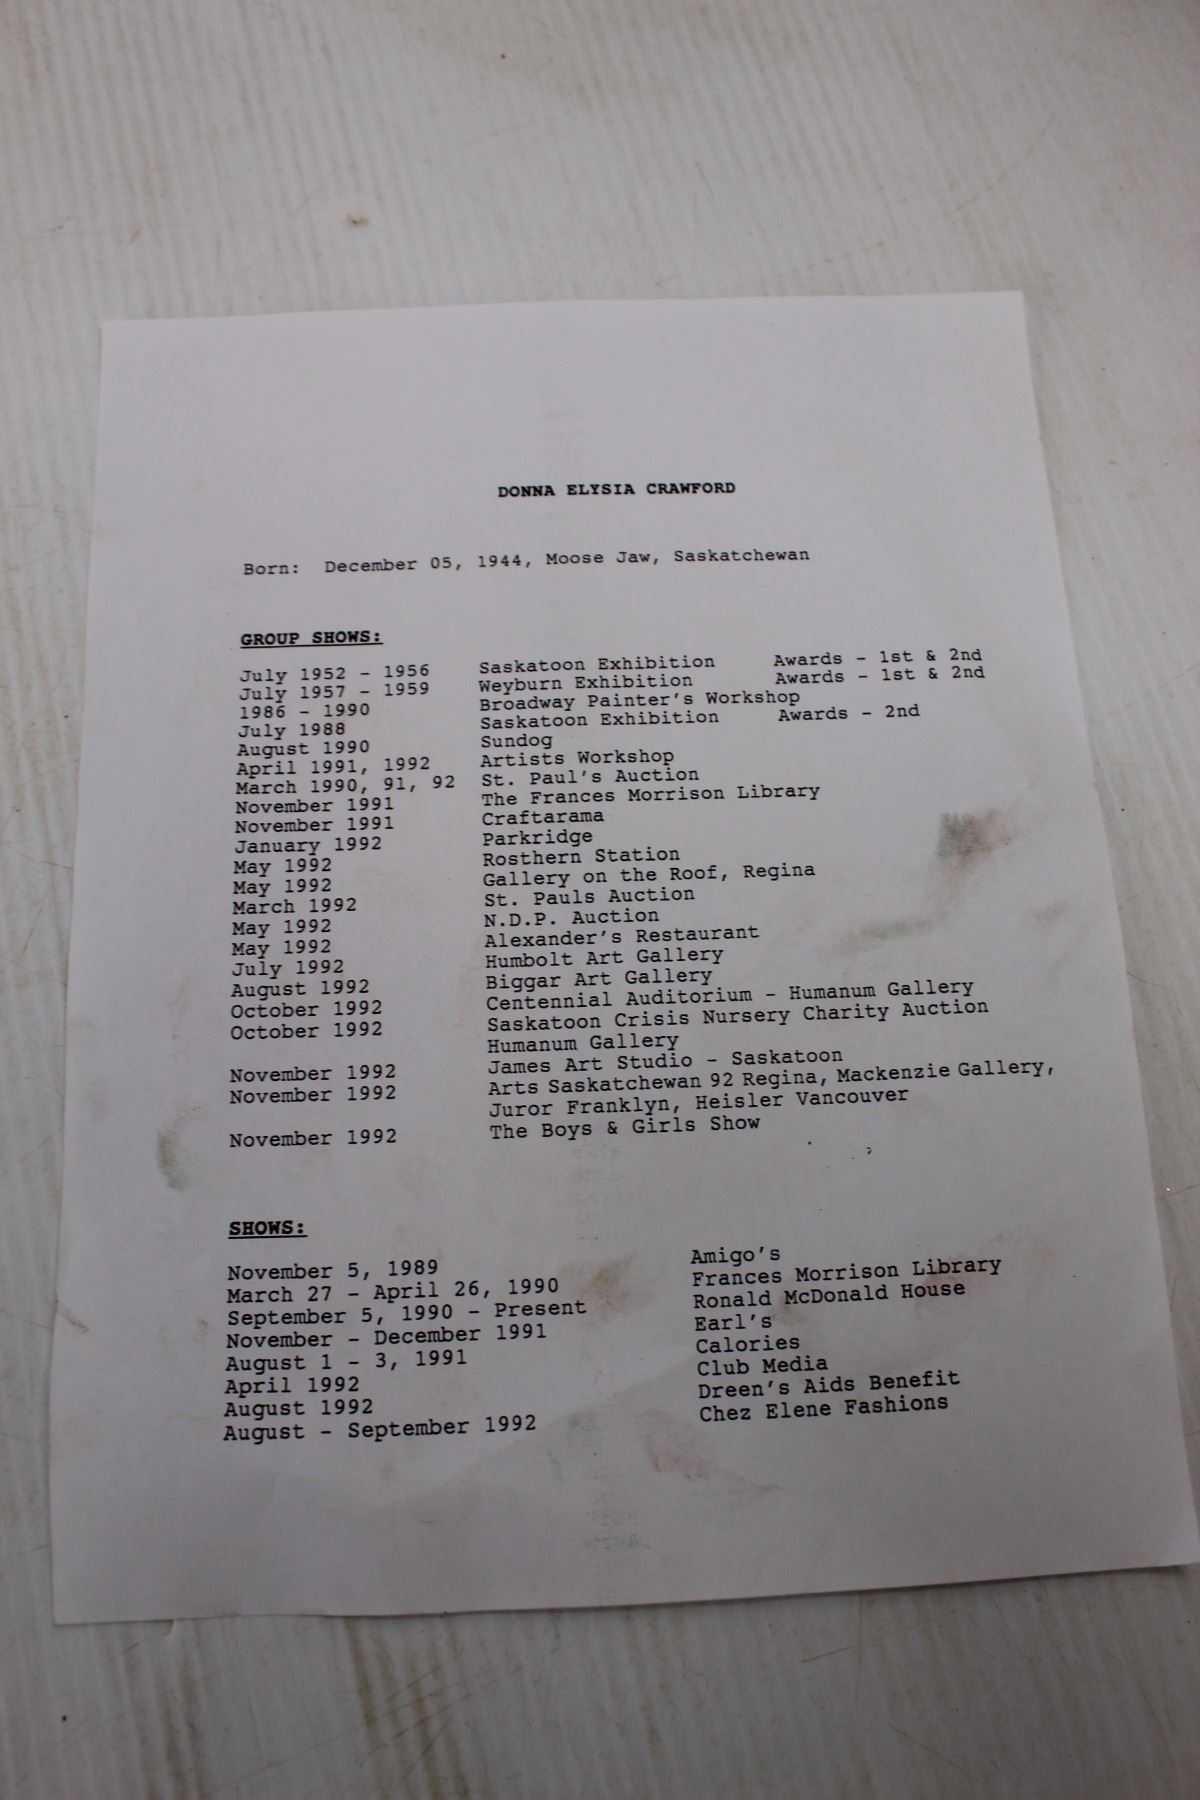 DONNA ELYSIA CRAWFORD
Born: December 05, 1944, Moose Jaw, Saskatchewan
GROUP SHOWS:
July 1952 - 1956 Saskatoon Exhibition Awards - 1st & 2nd
July 1957 - 1959 Weyburn Exhibition Awards - 1st & 2nd
1986 - 1990 Broadway Painter's Workshop
July 1988 Saskatoon Exhibition Awards - 2nd
August 1990 Sundog
April 1991, 1992 Artists Workshop
March 1990, 91, 92 St. Paul's Auction
November 1991 The Frances Morrison Library
November 1991 Craftarama
January 1992 Parkridge
May 1992 Rosthern Station
May 1992 Gallery on the Roof, Regina
March 1992 St. Pauls Auction
May 1992 N.D.P. Auction
May 1992 Alexander's Restaurant
July 1992 Humbolt Art Gallery
August 1992 Biggar Art Gallery
October 1992 Centennial Auditorium - Humanum Gallery
October 1992 Saskatoon Crisis Nursery Charity Auction
Humanum Gallery
November 1992 James Art Studio - Saskatoon
November 1992 Arts Saskatchewan 92 Regina, Mackenzie Gallery,
Juror Franklyn, Heisler Vancouver
November 1992 The Boys & Girls Show
SHOWS:
November 5, 1989 Amigo's
March 27 - April 26, 1990 Frances Morrison Library
September 5, 1990 - Present Ronald McDonald House
November - December 1991 Earl's
August 1 - 3, 1991 Calories
April 1992 Club Media
August 1992 Dreen's Aids Benefit
August - September 1992 Chez Elene Fashions